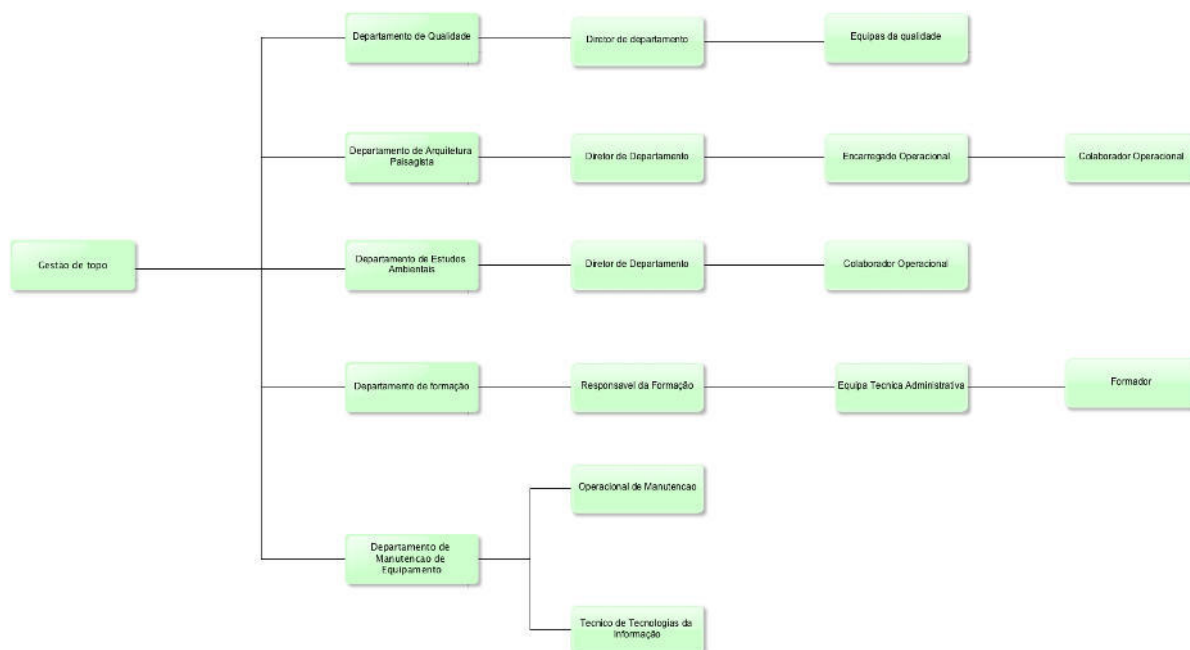 Departamento de Qualidade
Diretor de departamento
Equipas da qualidade
Departamento de Arquitetura
Paisagista
Diretor de Departamento
Encarregado Operacional
Colaborador Operacional
Gestao de topo
Departamento de Estudos
Ambientais
Diretor de Departamento
Colaborador Operacional
Departamento de formação
Responsavel da Formação
Equipa Tecnica Administrativa
Formador
Operacional de Manutencao
Departamento de
Manutencao de
Equipamento
Tecnico de Tecnologias da
Informação